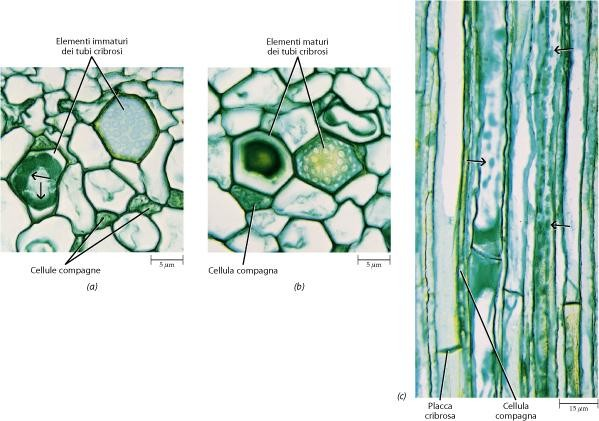 Elementi immaturi
dei tubi cribrosi
Elementi maturi
dei tubi cribrosi
Cellule compagne
5 μm
(a)
Cellula compagna
5 μm
(b)
(c)
Placca
cribrosa
Cellula
compagna
15 μm